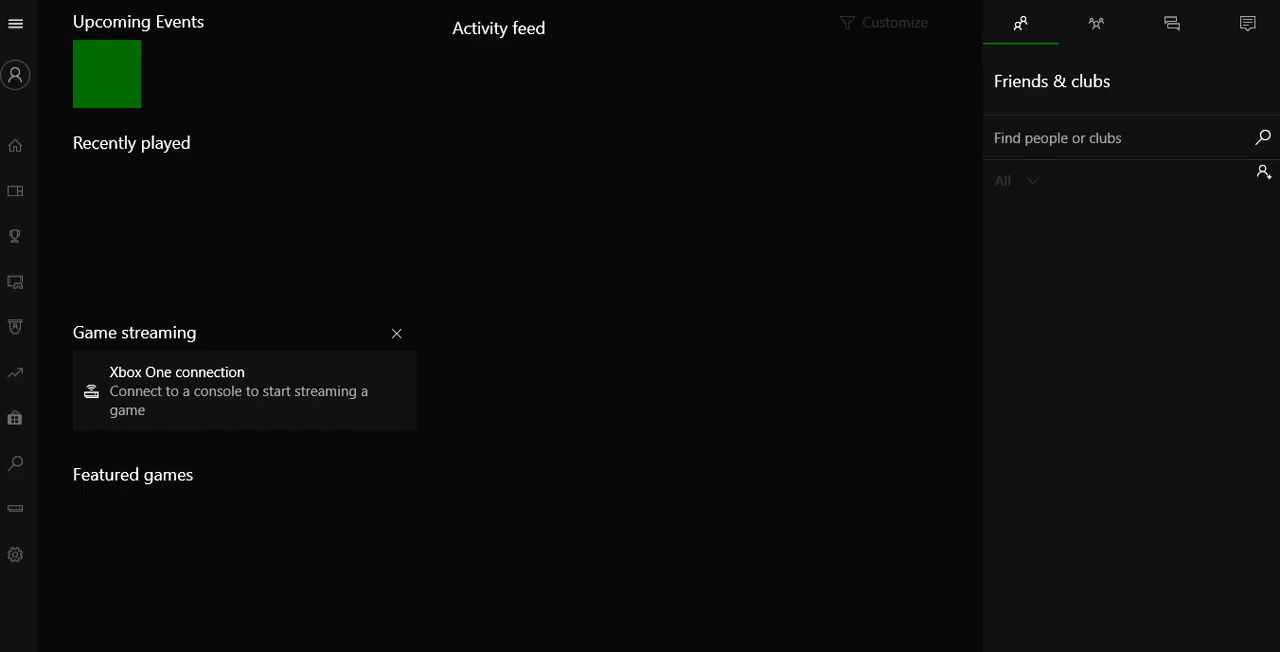 Upcoming Events
Activity feed
Customize
Recently played
Game streaming
Xbox One connection
Connect to a console to start streaming a
game
Featured games
Friends & clubs
Find people or clubs
All